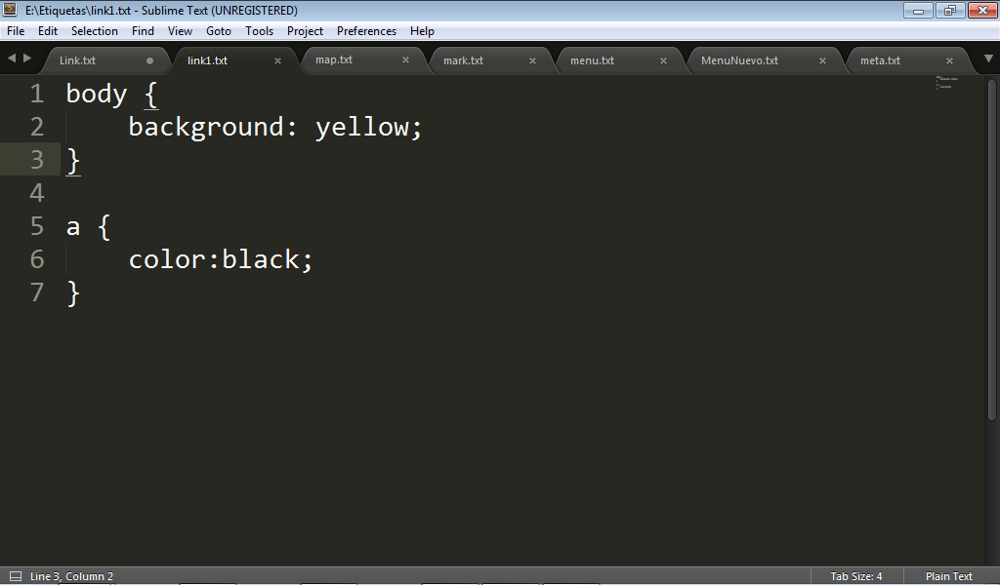 E:\Etiquetas\link1.txt - Sublime Text (UNREGISTERED)
File Edit Selection Find View Goto Tools Project Preferences Help
Link.txt link1.txt map.txt mark.txt menu.txt MenuNuevo.txt meta.txt
1 body {
2     background: yellow;
3 }
4
5 a {
6     color:black;
7 }
Line 3, Column 2 Tab Size: 4 Plain Text